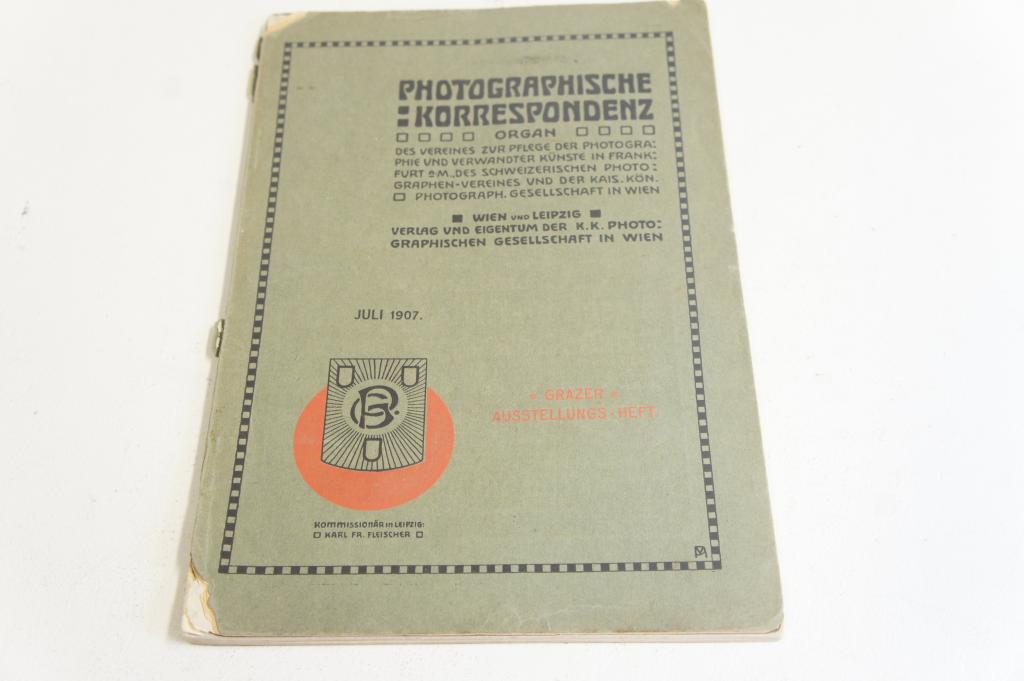 PHOTOGRAPHISCHE
KORRESPONDENZ
ORGAN
DES VEREINES ZUR PFLEGE DER PHOTOGRA:
PHIE UND VERWANDTER KÜNSTE IN FRANK:
FURT a.M., DES SCHWEIZERISCHEN PHOTO:
GRAPHEN-VEREINES UND DER KAIS. KÖN.
PHOTOGRAPH. GESELLSCHAFT IN WIEN
WIEN UND LEIPZIG
VERLAG UND EIGENTUM DER K.K. PHOTO:
GRAPHISCHEN GESELLSCHAFT IN WIEN
JULI 1907.
GRAZER
AUSSTELLUNGS-HEFT.
KOMMISSIONÄR IN LEIPZIG:
KARL FR. FLEISCHER